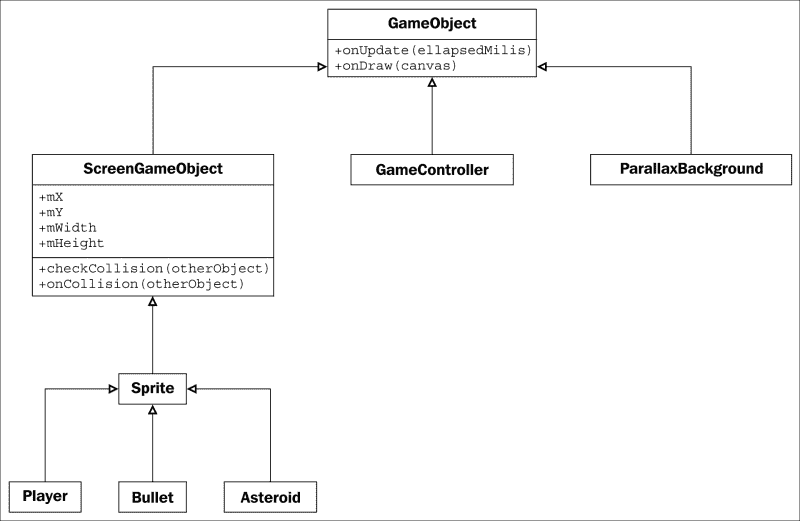 GameObject
+onUpdate(ellapsedMilis)
+onDraw(canvas)
ScreenGameObject
+mX
+mY
+mWidth
+mHeight
+checkCollision(otherObject)
+onCollision(otherObject)
GameController
ParallaxBackground
Sprite
Player
Bullet
Asteroid